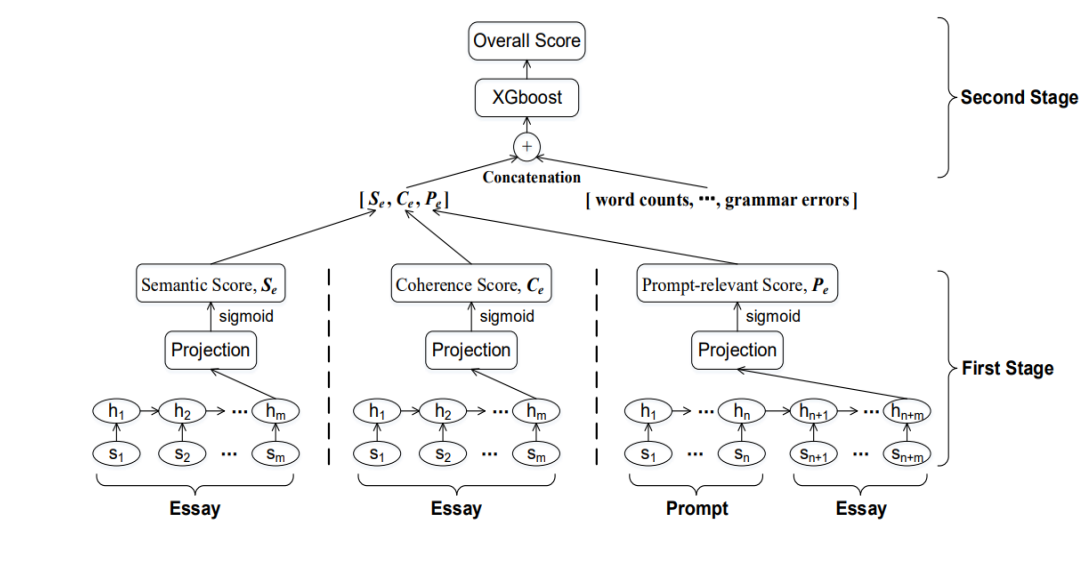 Overall Score
XGboost
Second Stage
+
Concatenation
[ Se, Ce, Pe] [ word counts, ⋯, grammar errors ]
Semantic Score, Se Coherence Score, Ce Prompt-relevant Score, Pe
sigmoid sigmoid sigmoid
Projection Projection Projection
First Stage
h1 h2 ⋯ hm h1 h2 ⋯ hm h1 ⋯ hn hn+1 ⋯ hn+m
s1 s2 ⋯ sm s1 s2 ⋯ sm s1 ⋯ sn sn+1 ⋯ sn+m
Essay Essay Prompt Essay